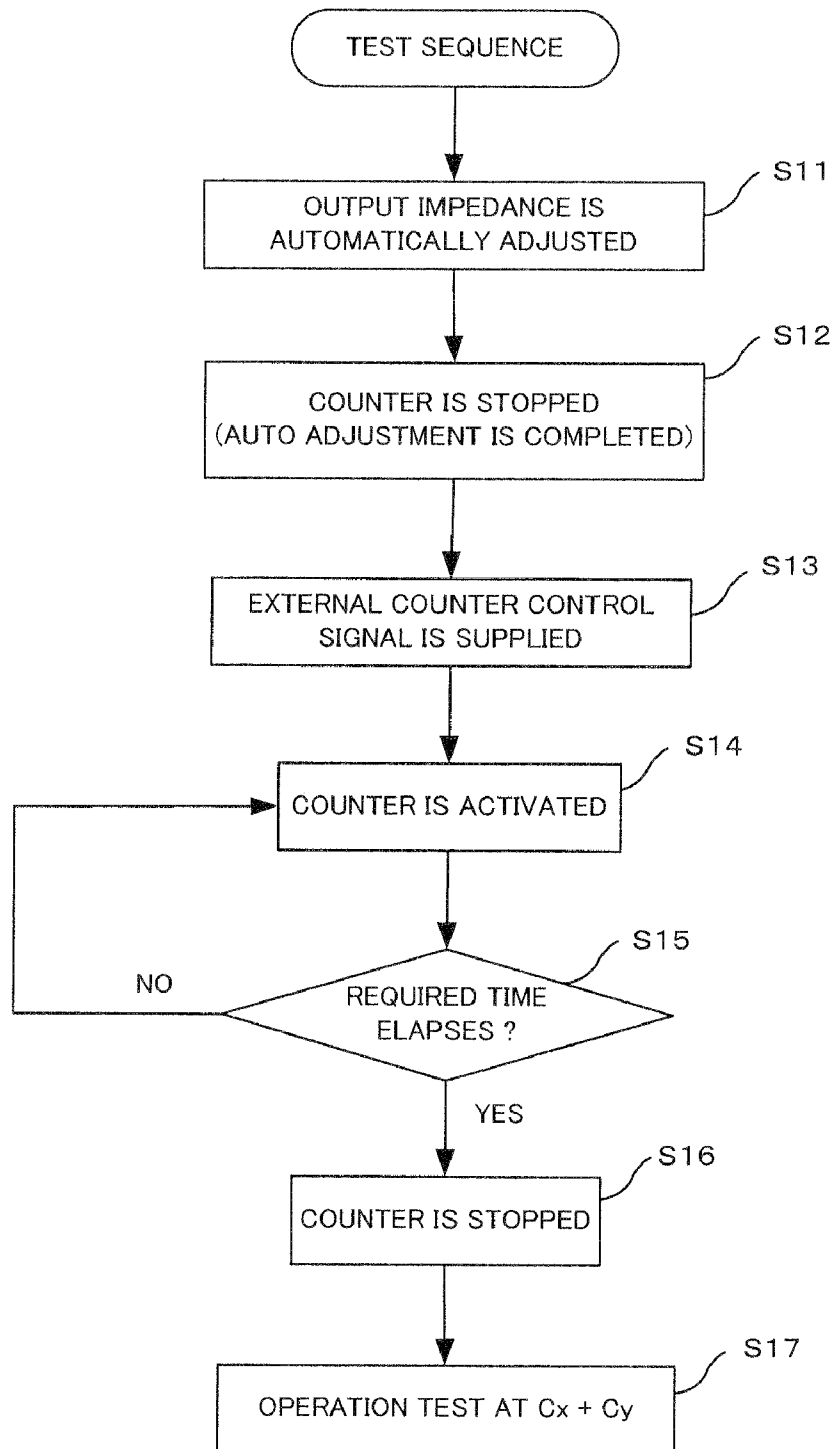 TEST SEQUENCE
S11
OUTPUT IMPEDANCE IS
AUTOMATICALLY ADJUSTED
S12
COUNTER IS STOPPED
(AUTO ADJUSTMENT IS COMPLETED)
S13
EXTERNAL COUNTER CONTROL
SIGNAL IS SUPPLIED
S14
COUNTER IS ACTIVATED
S15
NO
REQUIRED TIME
ELAPSES ?
YES
S16
COUNTER IS STOPPED
S17
OPERATION TEST AT Cx + Cy